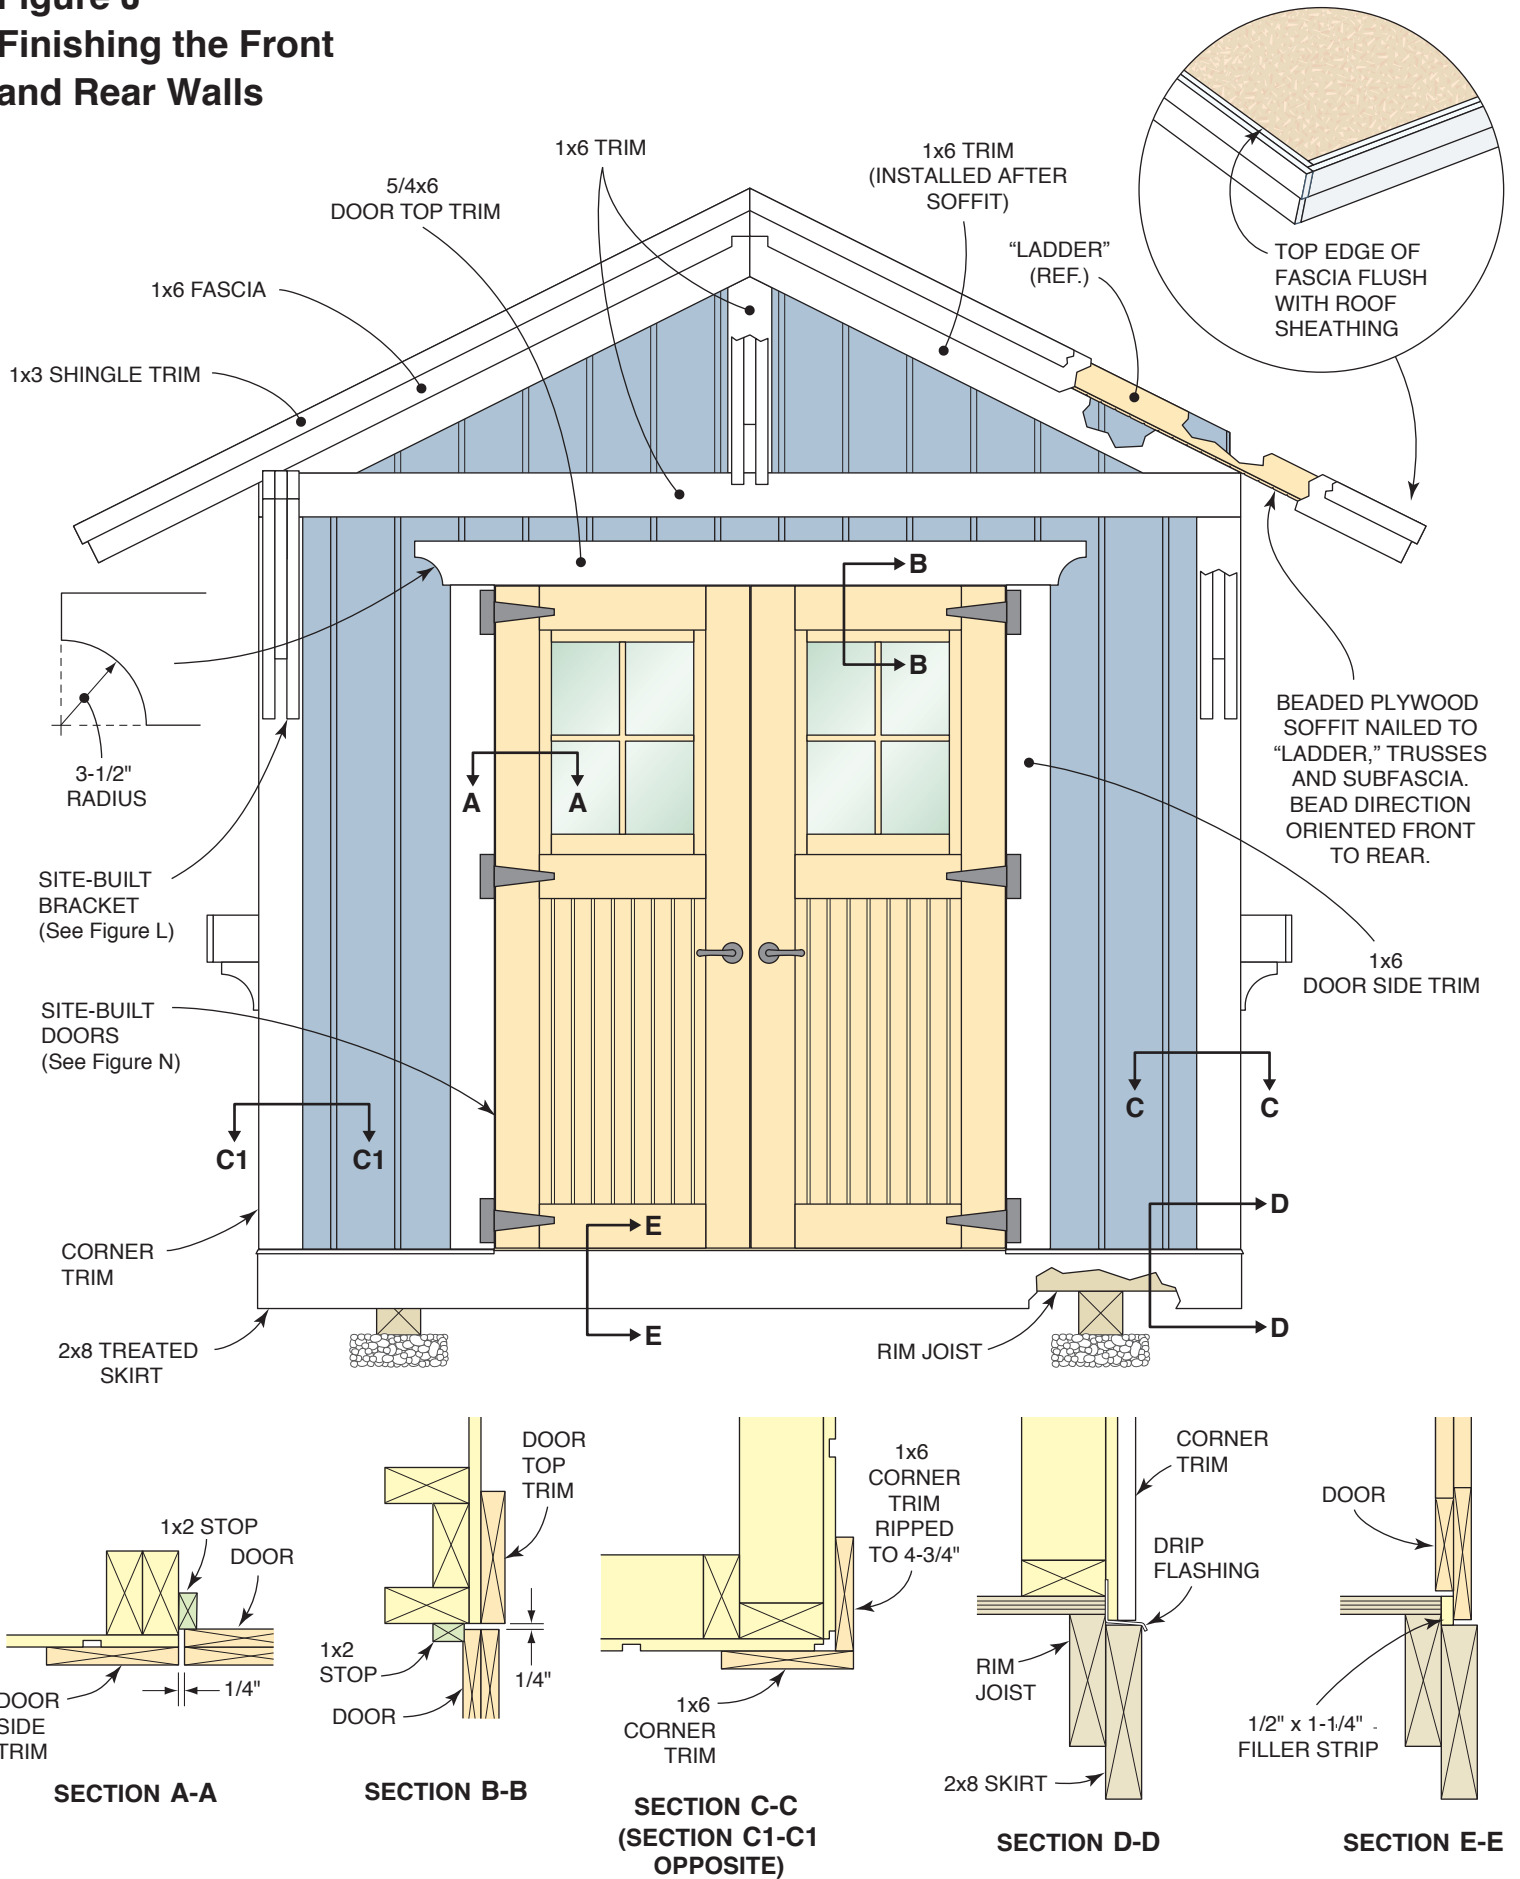 Figure
Finishing the Front
and Rear Walls
1x6 TRIM
5/4x6
DOOR TOP TRIM
1x6 TRIM
(INSTALLED AFTER
SOFFIT)
“LADDER”
(REF.)
TOP EDGE OF
FASCIA FLUSH
WITH ROOF
SHEATHING
1x6 FASCIA
1x3 SHINGLE TRIM
B
B
3-1/2"
RADIUS
A
A
BEADED PLYWOOD
SOFFIT NAILED TO
“LADDER,” TRUSSES
AND SUBFASCIA.
BEAD DIRECTION
ORIENTED FRONT
TO REAR.
SITE-BUILT
BRACKET
(See Figure L)
1x6
DOOR SIDE TRIM
SITE-BUILT
DOORS
(See Figure N)
C
C
C1
C1
D
E
CORNER
TRIM
D
E
2x8 TREATED
SKIRT
RIM JOIST
1x2 STOP
DOOR
DOOR
SIDE
TRIM
1/4"
SECTION A-A
DOOR
TOP
TRIM
1x2
STOP
1/4"
DOOR
SECTION B-B
1x6
CORNER
TRIM
RIPPED
TO 4-3/4"
1x6
CORNER
TRIM
SECTION C-C
(SECTION C1-C1
OPPOSITE)
CORNER
TRIM
DRIP
FLASHING
RIM
JOIST
2x8 SKIRT
SECTION D-D
DOOR
1/2" x 1-1/4"
FILLER STRIP
SECTION E-E